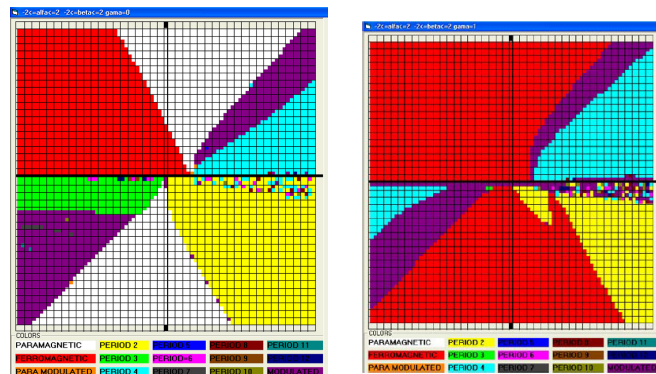 -2<=alfa<=2 -2<=beta<=2 gama=0
COLORS
PARAMAGNETIC PERIOD 2 PERIOD 5 PERIOD 8 PERIOD 11
FERROMAGNETIC PERIOD 3 PERIOD=6 PERIOD 9
PARA MODULATED PERIOD 4 PERIOD 7 PERIOD 10 MODULATED
-2<=alfa<=2 -2<=beta<=2 gama=1
COLORS
PARAMAGNETIC PERIOD 2 PERIOD 8 PERIOD 11
FERROMAGNETIC PERIOD 3 PERIOD 6 PERIOD 9
PARA MODULATED PERIOD 4 PERIOD 7 PERIOD 10 MODULATED